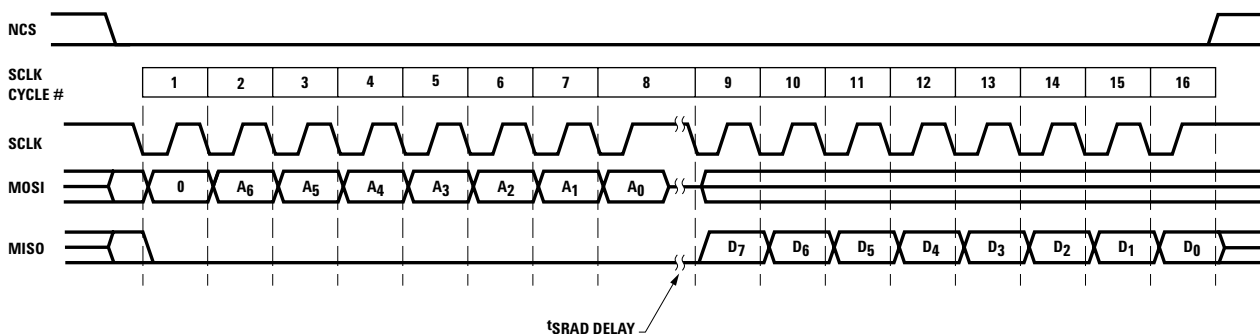 NCS
SCLK
CYCLE #
1 2 3 4 5 6 7 8 9 10 11 12 13 14 15 16
SCLK
MOSI 0 A6 A5 A4 A3 A2 A1 A0
MISO D7 D6 D5 D4 D3 D2 D1 D0
tSRAD DELAY